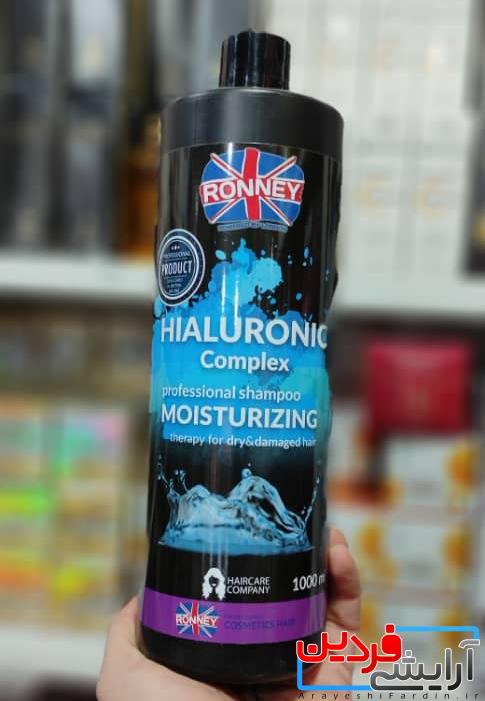 RONNEY
PROFESSIONAL
PRODUCT
HIALURONIC
Complex
professional shampoo
MOISTURIZING
therapy for dry&damaged hair
HAIRCARE
COMPANY
1000 m
RONNEY
COSMETICS HAIR
آرایشی فردین
ArayeshiFardin.ir